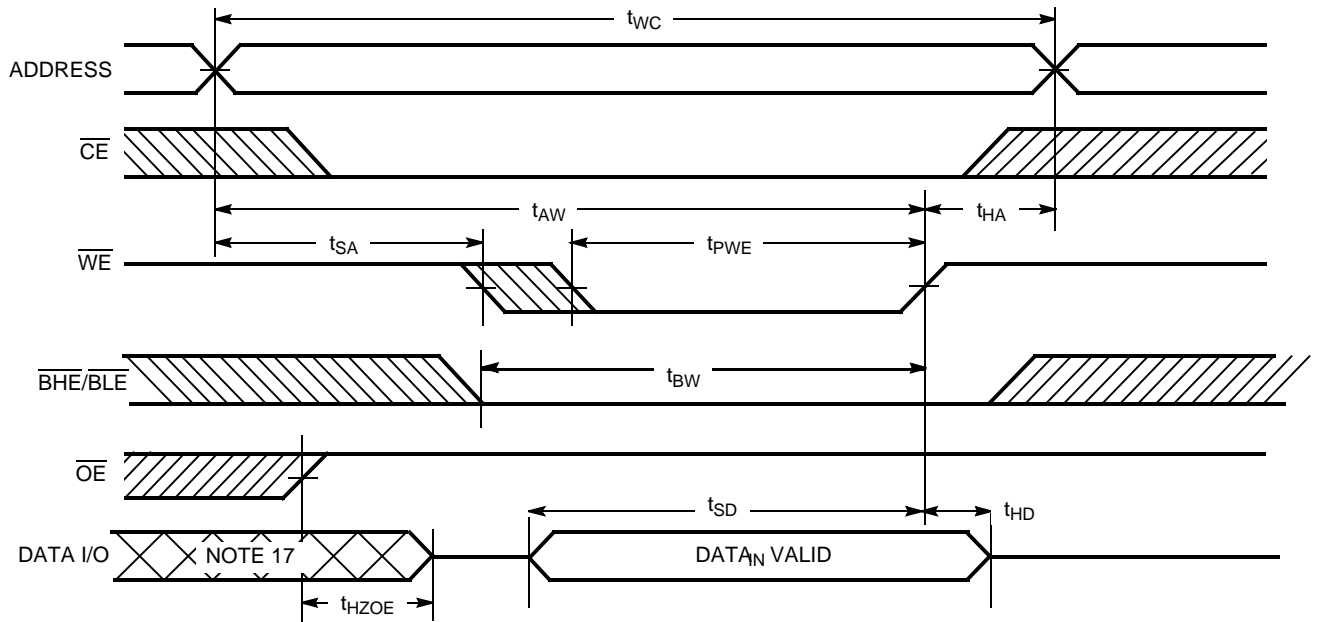 tWC
ADDRESS
CE
tAW
tHA
tSA
tPWE
WE
tBW
BHE/BLE
OE
tSD
tHD
DATA I/O
NOTE 17
DATAIN VALID
tHZOE